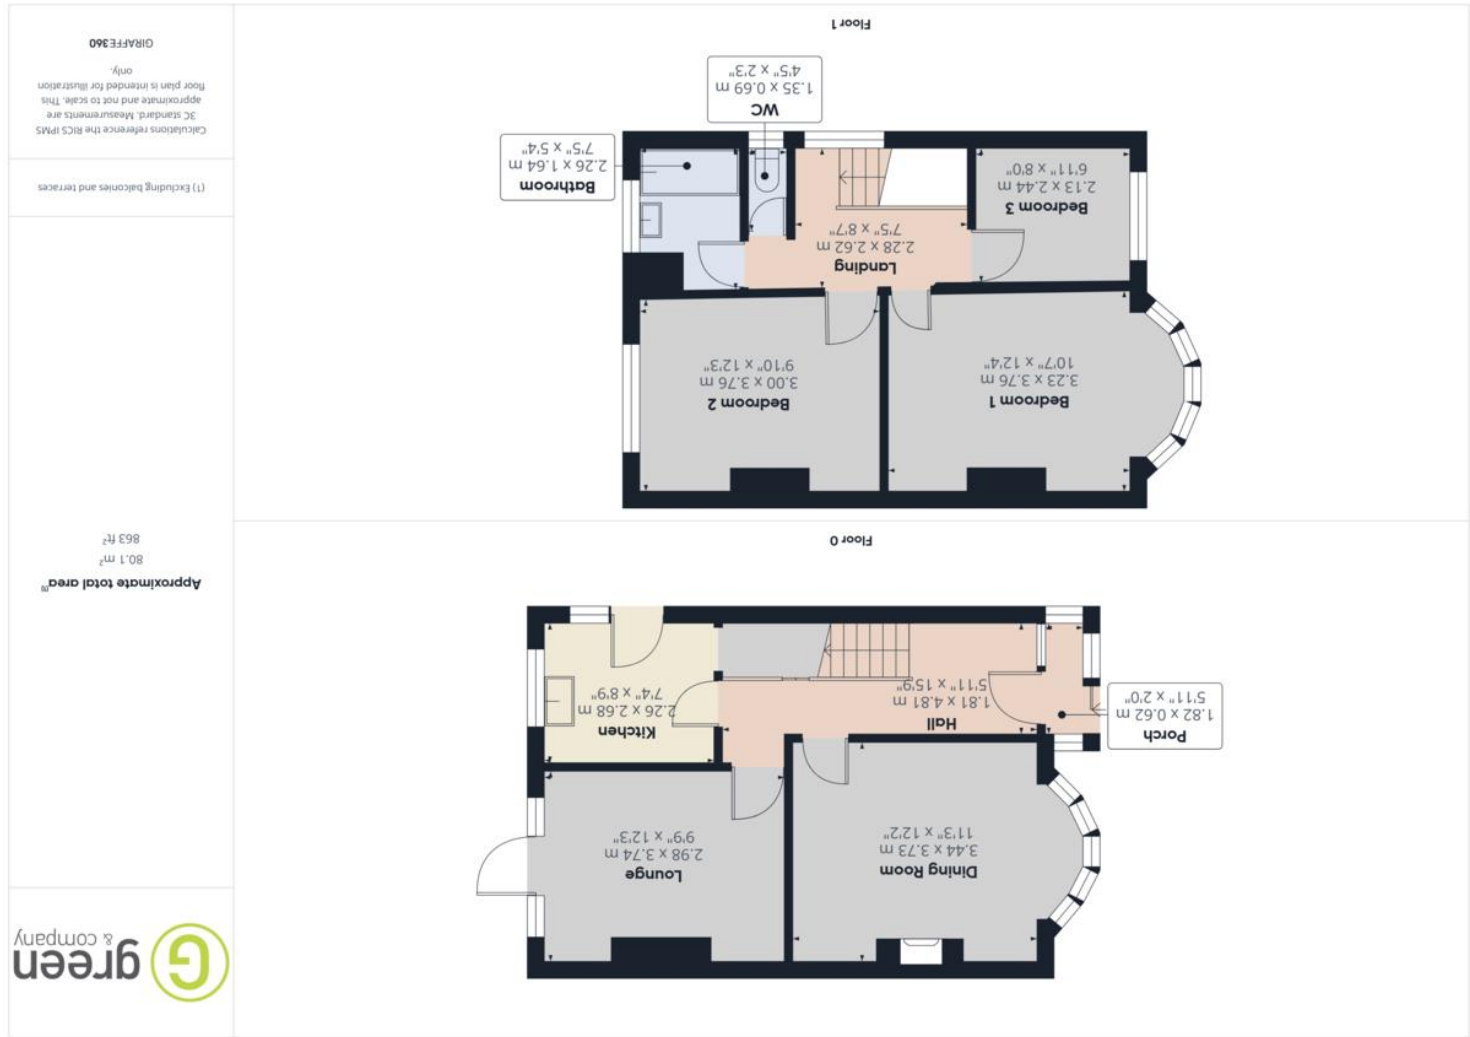 green
& company
Approximate total area⁽¹⁾
80.1 m²
863 ft²
(1) Excluding balconies and terraces
Calculations reference the RICS IPMS
3C standard. Measurements are
approximate and not to scale. This
floor plan is intended for illustration
only.
GIRAFFE360
Lounge
2.98 x 3.74 m
9'9" x 12'3"
Dining Room
3.44 x 3.73 m
11'3" x 12'2"
Kitchen
2.26 x 2.68 m
7'4" x 8'9"
Hall
1.81 x 4.81 m
5'11" x 15'9"
Porch
1.82 x 0.62 m
5'11" x 2'0"
Floor 0
Bedroom 1
3.23 x 3.76 m
10'7" x 12'4"
Bedroom 2
3.00 x 3.76 m
9'10" x 12'3"
Landing
2.28 x 2.62 m
7'5" x 8'7"
Bedroom 3
2.13 x 2.44 m
6'11" x 8'0"
Bathroom
2.26 x 1.64 m
7'5" x 5'4"
WC
1.35 x 0.69 m
4'5" x 2'3"
Floor 1